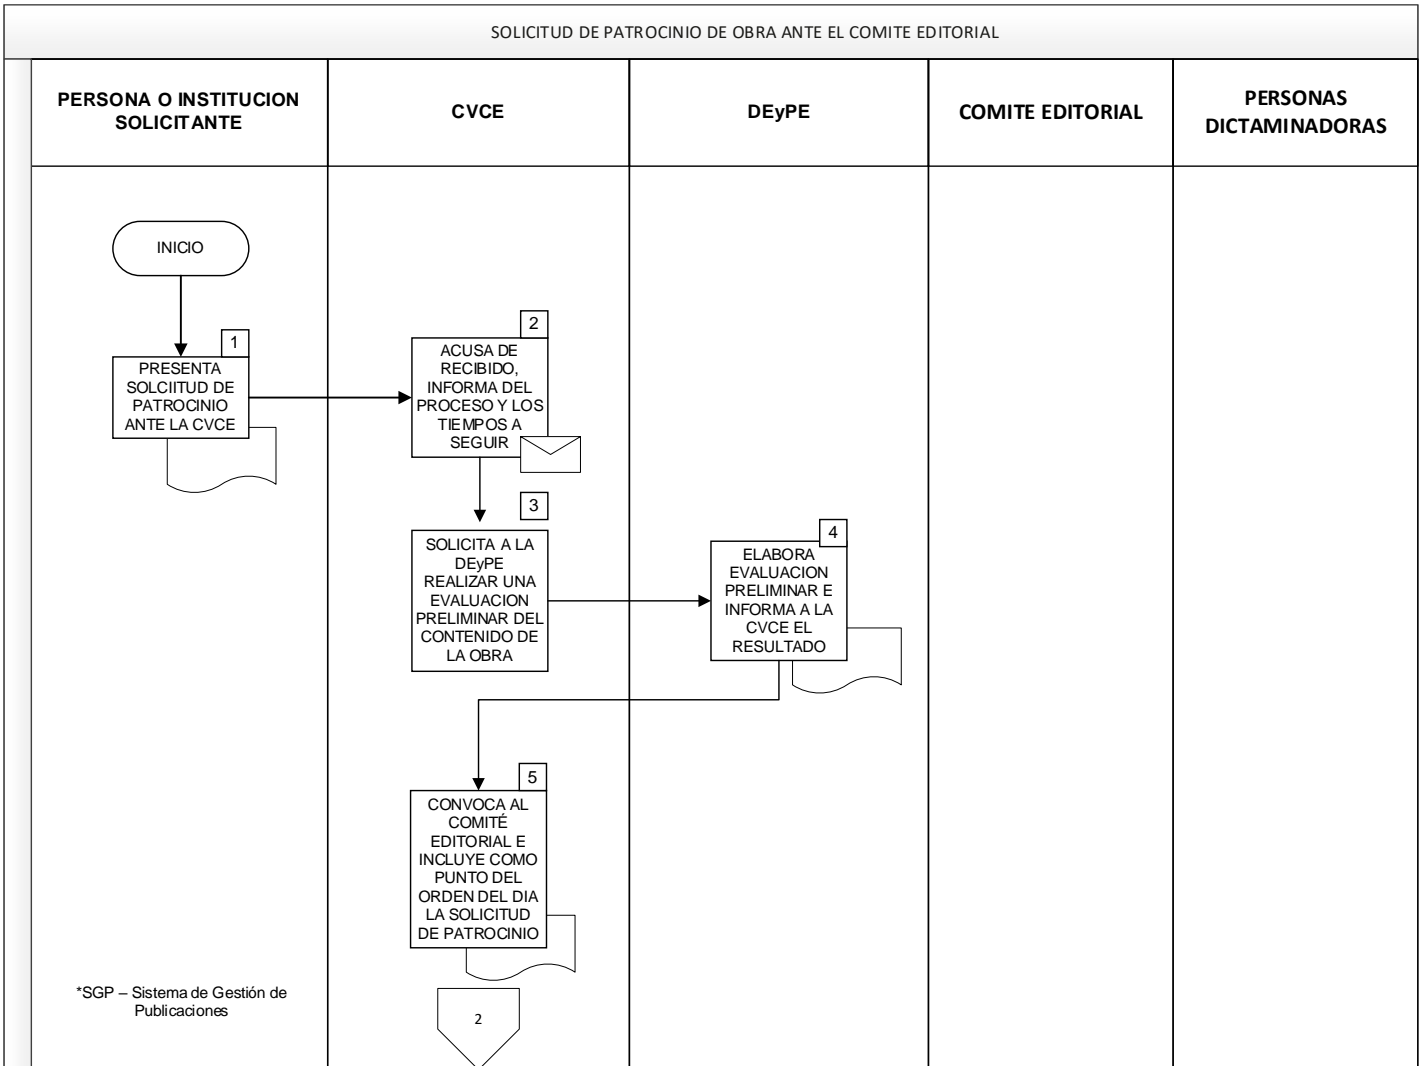 SOLICITUD DE PATROCINIO DE OBRA ANTE EL COMITE EDITORIAL
PERSONA O INSTITUCION
SOLICITANTE
CVCE
DEyPE
COMITE EDITORIAL
PERSONAS
DICTAMINADORAS
INICIO
1
PRESENTA
SOLCIITUD DE
PATROCINIO
ANTE LA CVCE
2
ACUSA DE
RECIBIDO,
INFORMA DEL
PROCESO Y LOS
TIEMPOS A
SEGUIR
3
SOLICITA A LA
DEyPE
REALIZAR UNA
EVALUACION
PRELIMINAR DEL
CONTENIDO DE
LA OBRA
4
ELABORA
EVALUACION
PRELIMINAR E
INFORMA A LA
CVCE EL
RESULTADO
5
CONVOCA AL
COMITÉ
EDITORIAL E
INCLUYE COMO
PUNTO DEL
ORDEN DEL DIA
LA SOLICITUD
DE PATROCINIO
*SGP – Sistema de Gestión de
Publicaciones
2